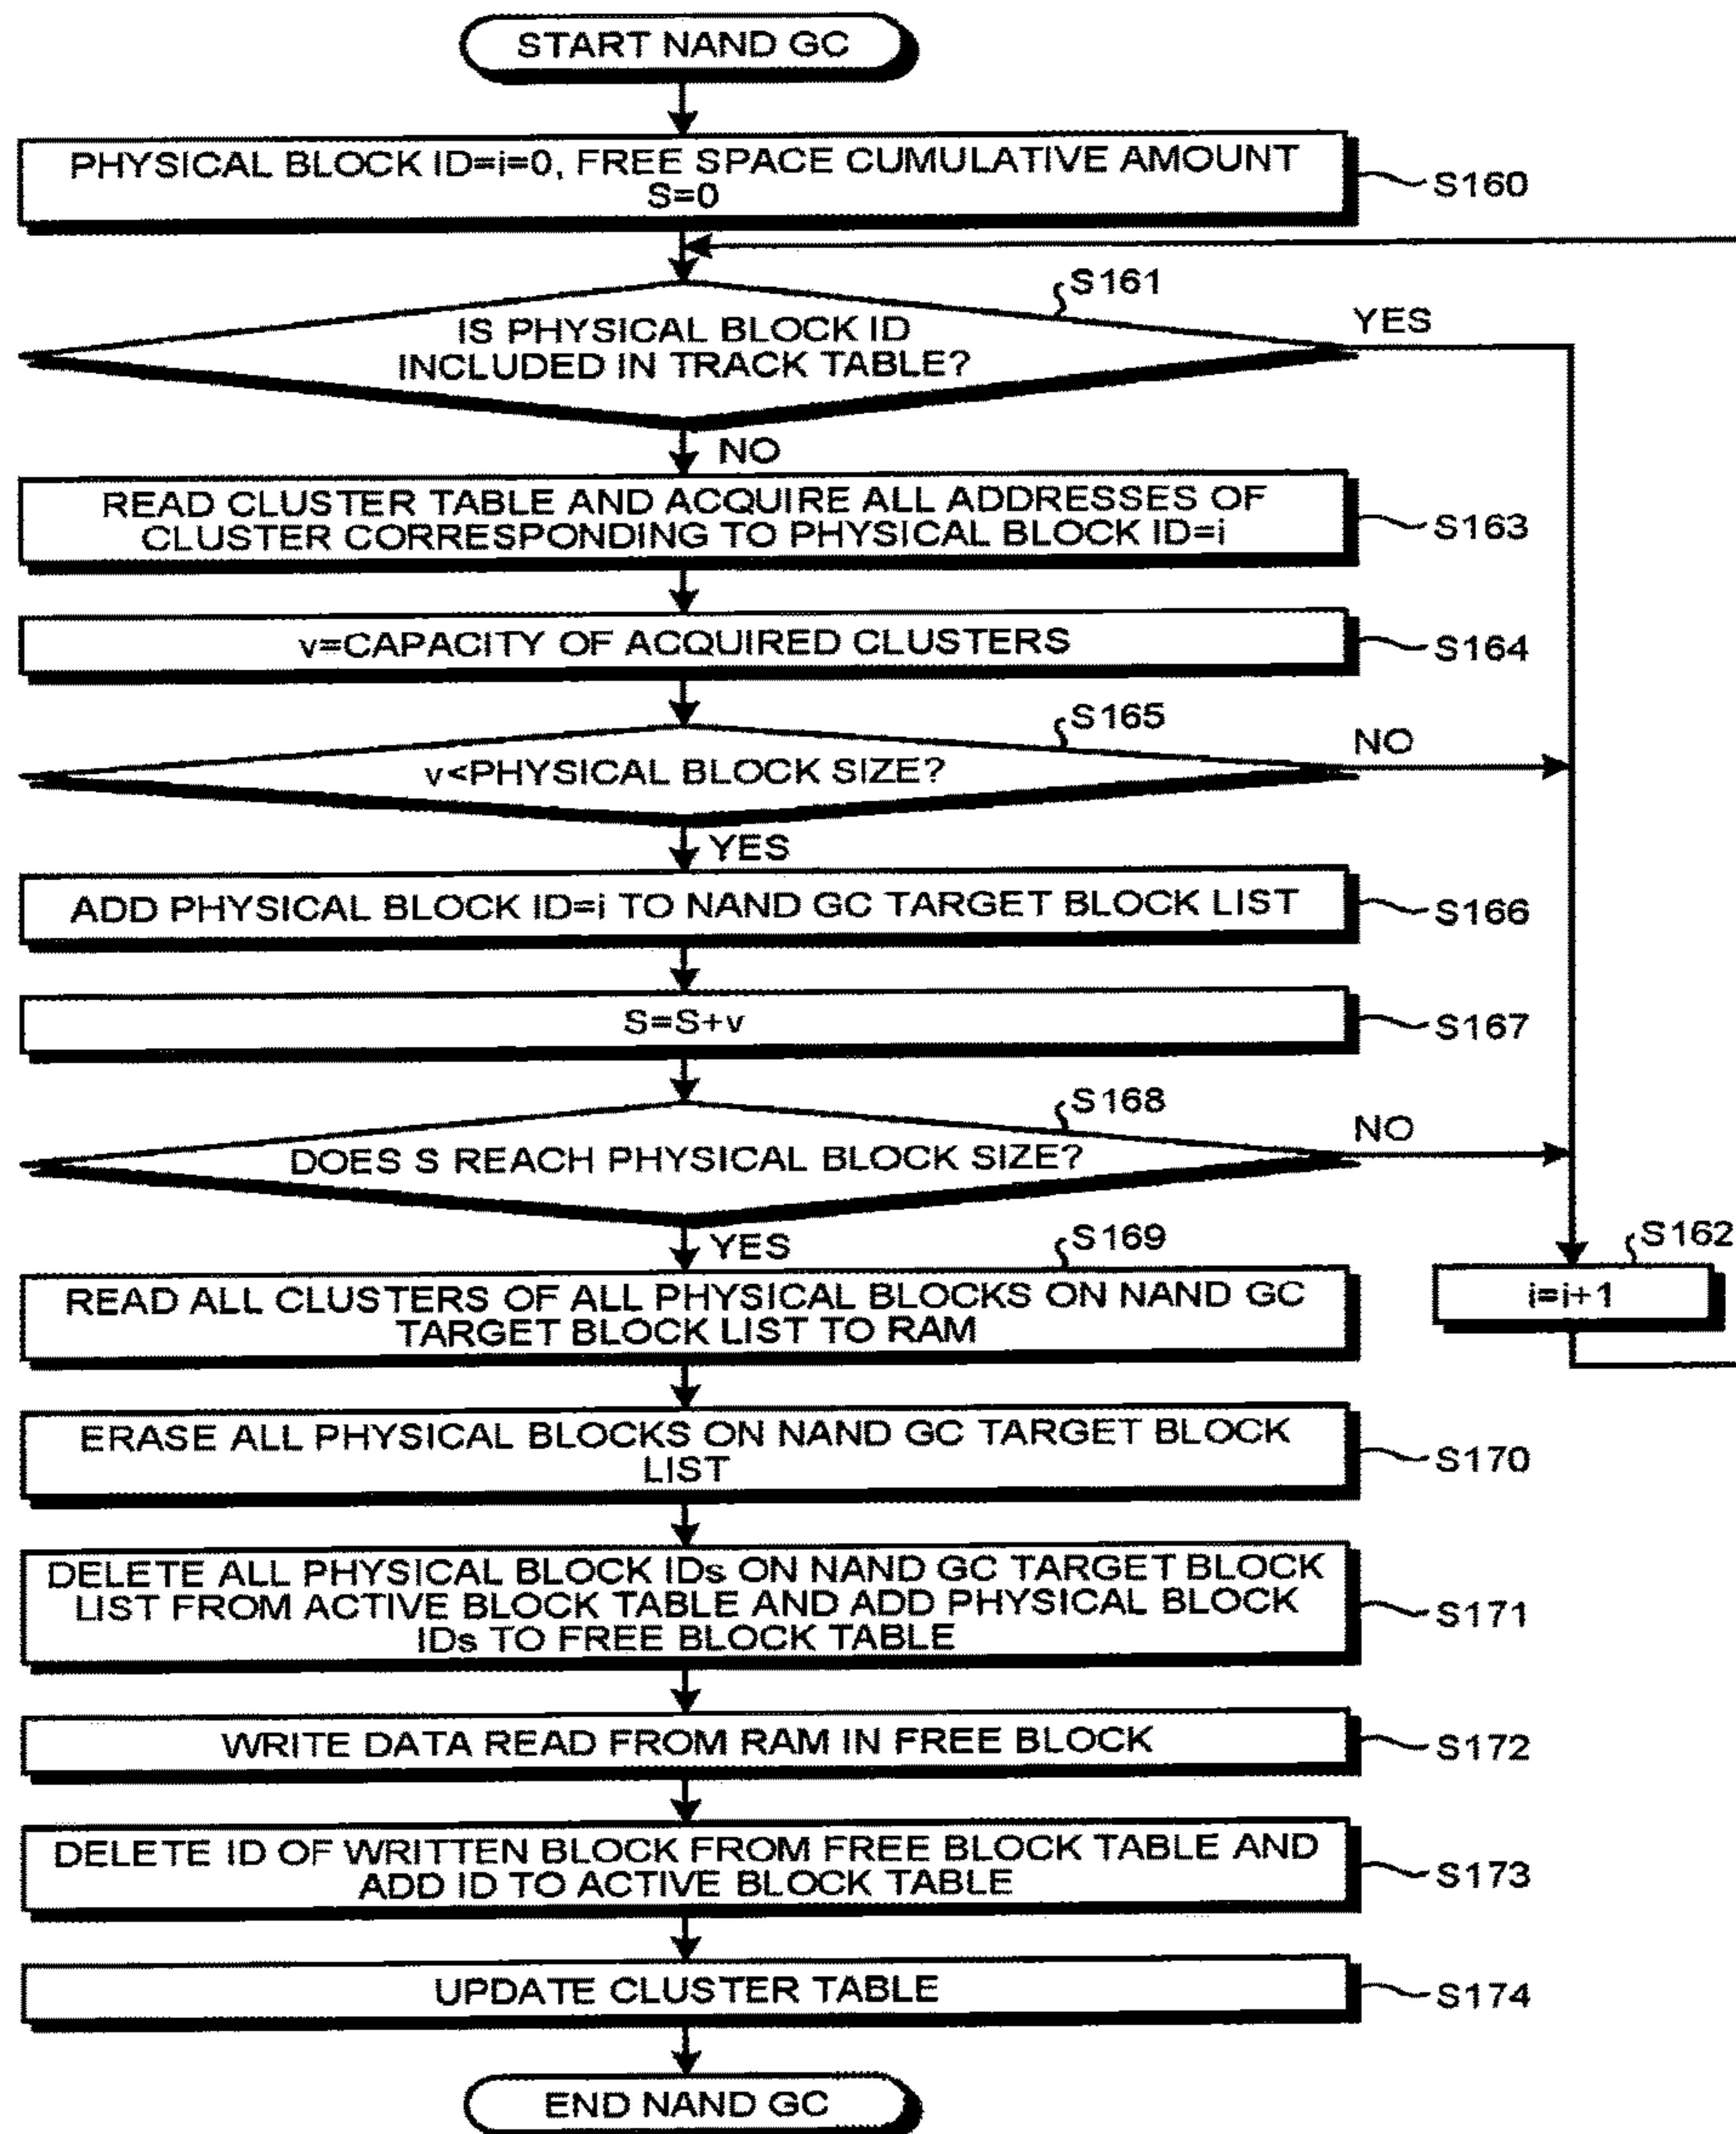 START NAND GC
PHYSICAL BLOCK ID=i=0, FREE SPACE CUMULATIVE AMOUNT
S=0
S160
S161
IS PHYSICAL BLOCK ID
INCLUDED IN TRACK TABLE?
YES
NO
READ CLUSTER TABLE AND ACQUIRE ALL ADDRESSES OF
CLUSTER CORRESPONDING TO PHYSICAL BLOCK ID=i
S163
v=CAPACITY OF ACQUIRED CLUSTERS
S164
S165
v<PHYSICAL BLOCK SIZE?
NO
YES
ADD PHYSICAL BLOCK ID=i TO NAND GC TARGET BLOCK LIST
S166
S=S+v
S167
S168
DOES S REACH PHYSICAL BLOCK SIZE?
NO
YES
S169
S162
READ ALL CLUSTERS OF ALL PHYSICAL BLOCKS ON NAND GC
TARGET BLOCK LIST TO RAM
i=i+1
ERASE ALL PHYSICAL BLOCKS ON NAND GC TARGET BLOCK
LIST
S170
DELETE ALL PHYSICAL BLOCK IDs ON NAND GC TARGET BLOCK
LIST FROM ACTIVE BLOCK TABLE AND ADD PHYSICAL BLOCK
IDs TO FREE BLOCK TABLE
S171
WRITE DATA READ FROM RAM IN FREE BLOCK
S172
DELETE ID OF WRITTEN BLOCK FROM FREE BLOCK TABLE AND
ADD ID TO ACTIVE BLOCK TABLE
S173
UPDATE CLUSTER TABLE
S174
END NAND GC